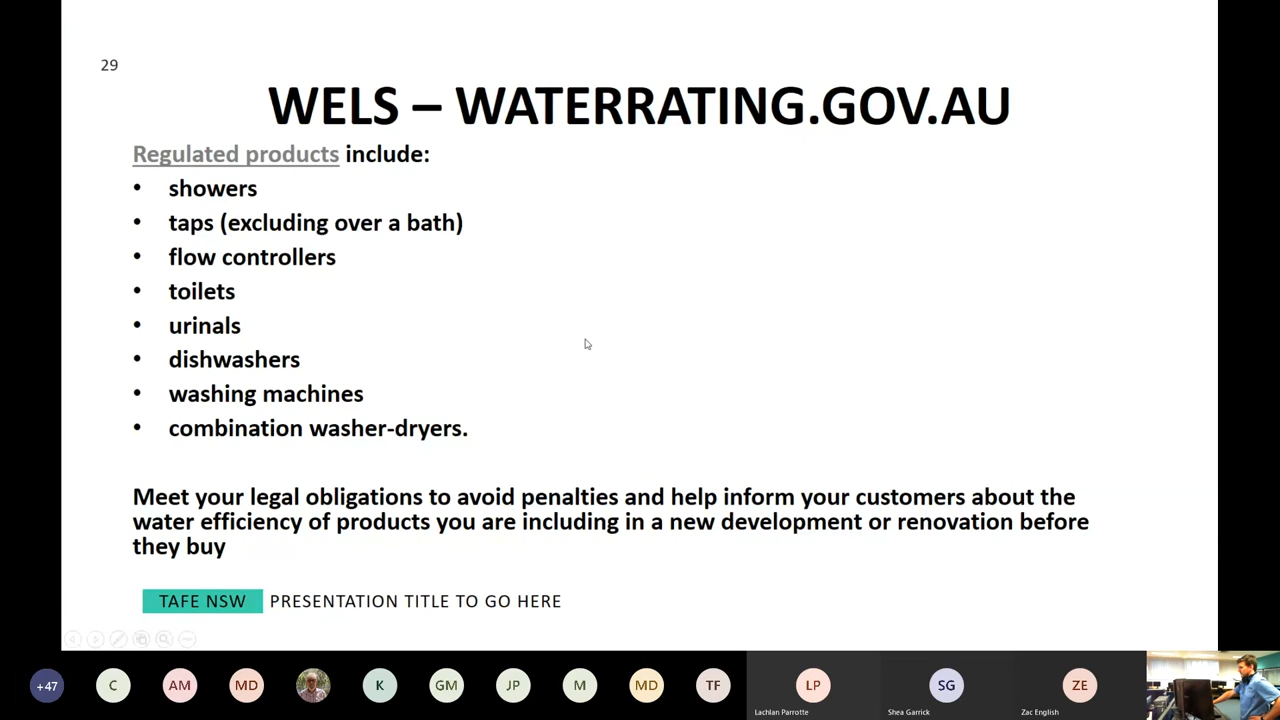 29
WELS – WATERRATING.GOV.AU
Regulated products include:
• showers
• taps (excluding over a bath)
• flow controllers
• toilets
• urinals
• dishwashers
• washing machines
• combination washer-dryers.
Meet your legal obligations to avoid penalties and help inform your customers about the
water efficiency of products you are including in a new development or renovation before
they buy
TAFE NSW PRESENTATION TITLE TO GO HERE
+47 C AM MD K GM JP M MD TF LP SG ZE
Lachlan Parrotte Shea Garrick Zac English